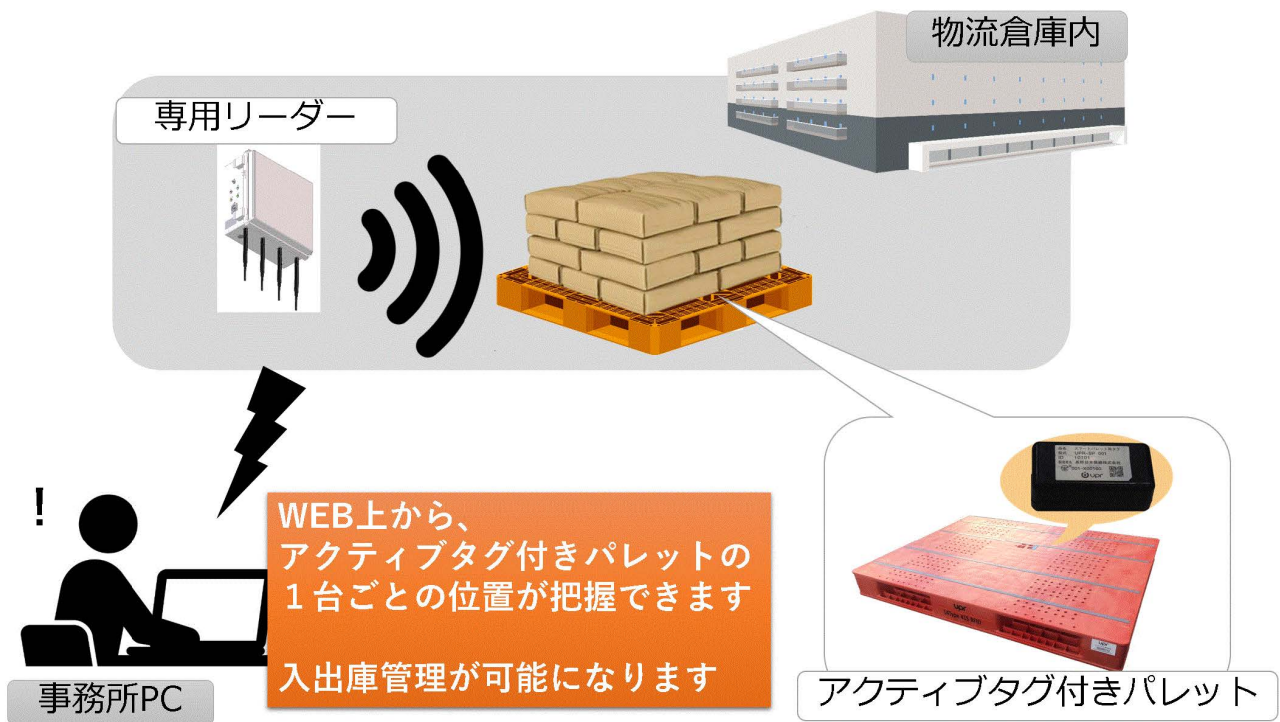 物流倉庫内
専用リーダー
!
WEB上から、
アクティブタグ付きパレットの
１台ごとの位置が把握できます
入出庫管理が可能になります
事務所PC
upr
upr
アクティブタグ付きパレット